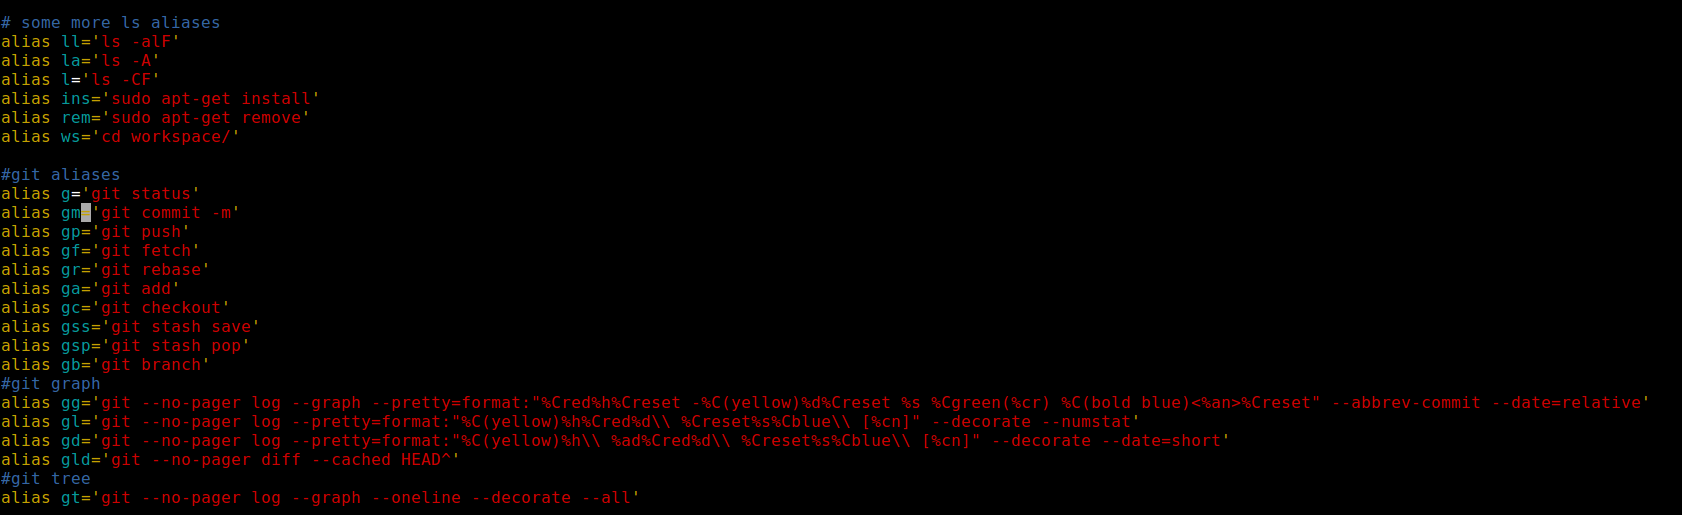 # some more ls aliases
alias ll='ls -alF'
alias la='ls -A'
alias l='ls -CF'
alias ins='sudo apt-get install'
alias rem='sudo apt-get remove'
alias ws='cd workspace/'
#git aliases
alias g='git status'
alias gm='git commit -m'
alias gp='git push'
alias gf='git fetch'
alias gr='git rebase'
alias ga='git add'
alias gc='git checkout'
alias gss='git stash save'
alias gsp='git stash pop'
alias gb='git branch'
#git graph
alias gg='git --no-pager log --graph --pretty=format:"%Cred%h%Creset -%C(yellow)%d%Creset %s %Cgreen(%cr) %C(bold blue)<%an>%Creset" --abbrev-commit --date=relative'
alias gl='git --no-pager log --pretty=format:"%C(yellow)%h%Cred%d\\ %Creset%s%Cblue\\ [%cn]" --decorate --numstat'
alias gd='git --no-pager log --pretty=format:"%C(yellow)%h\\ %ad%Cred%d\\ %Creset%s%Cblue\\ [%cn]" --decorate --date=short'
alias gld='git --no-pager diff --cached HEAD^'
#git tree
alias gt='git --no-pager log --graph --oneline --decorate --all'